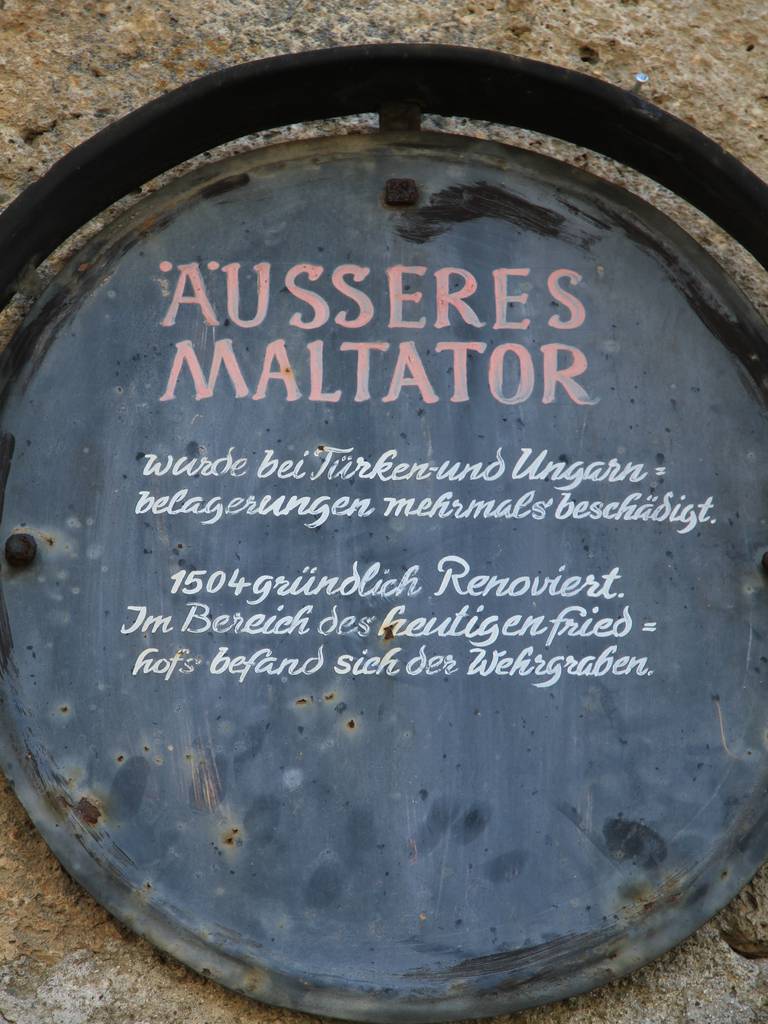 ÄUSSERES
MALTATOR
wurde bei Türken-und Ungarn=
belagerungen mehrmals beschädigt.
1504 gründlich Renoviert.
Im Bereich des heutigen fried=
hofs befand sich der Wehrgraben.